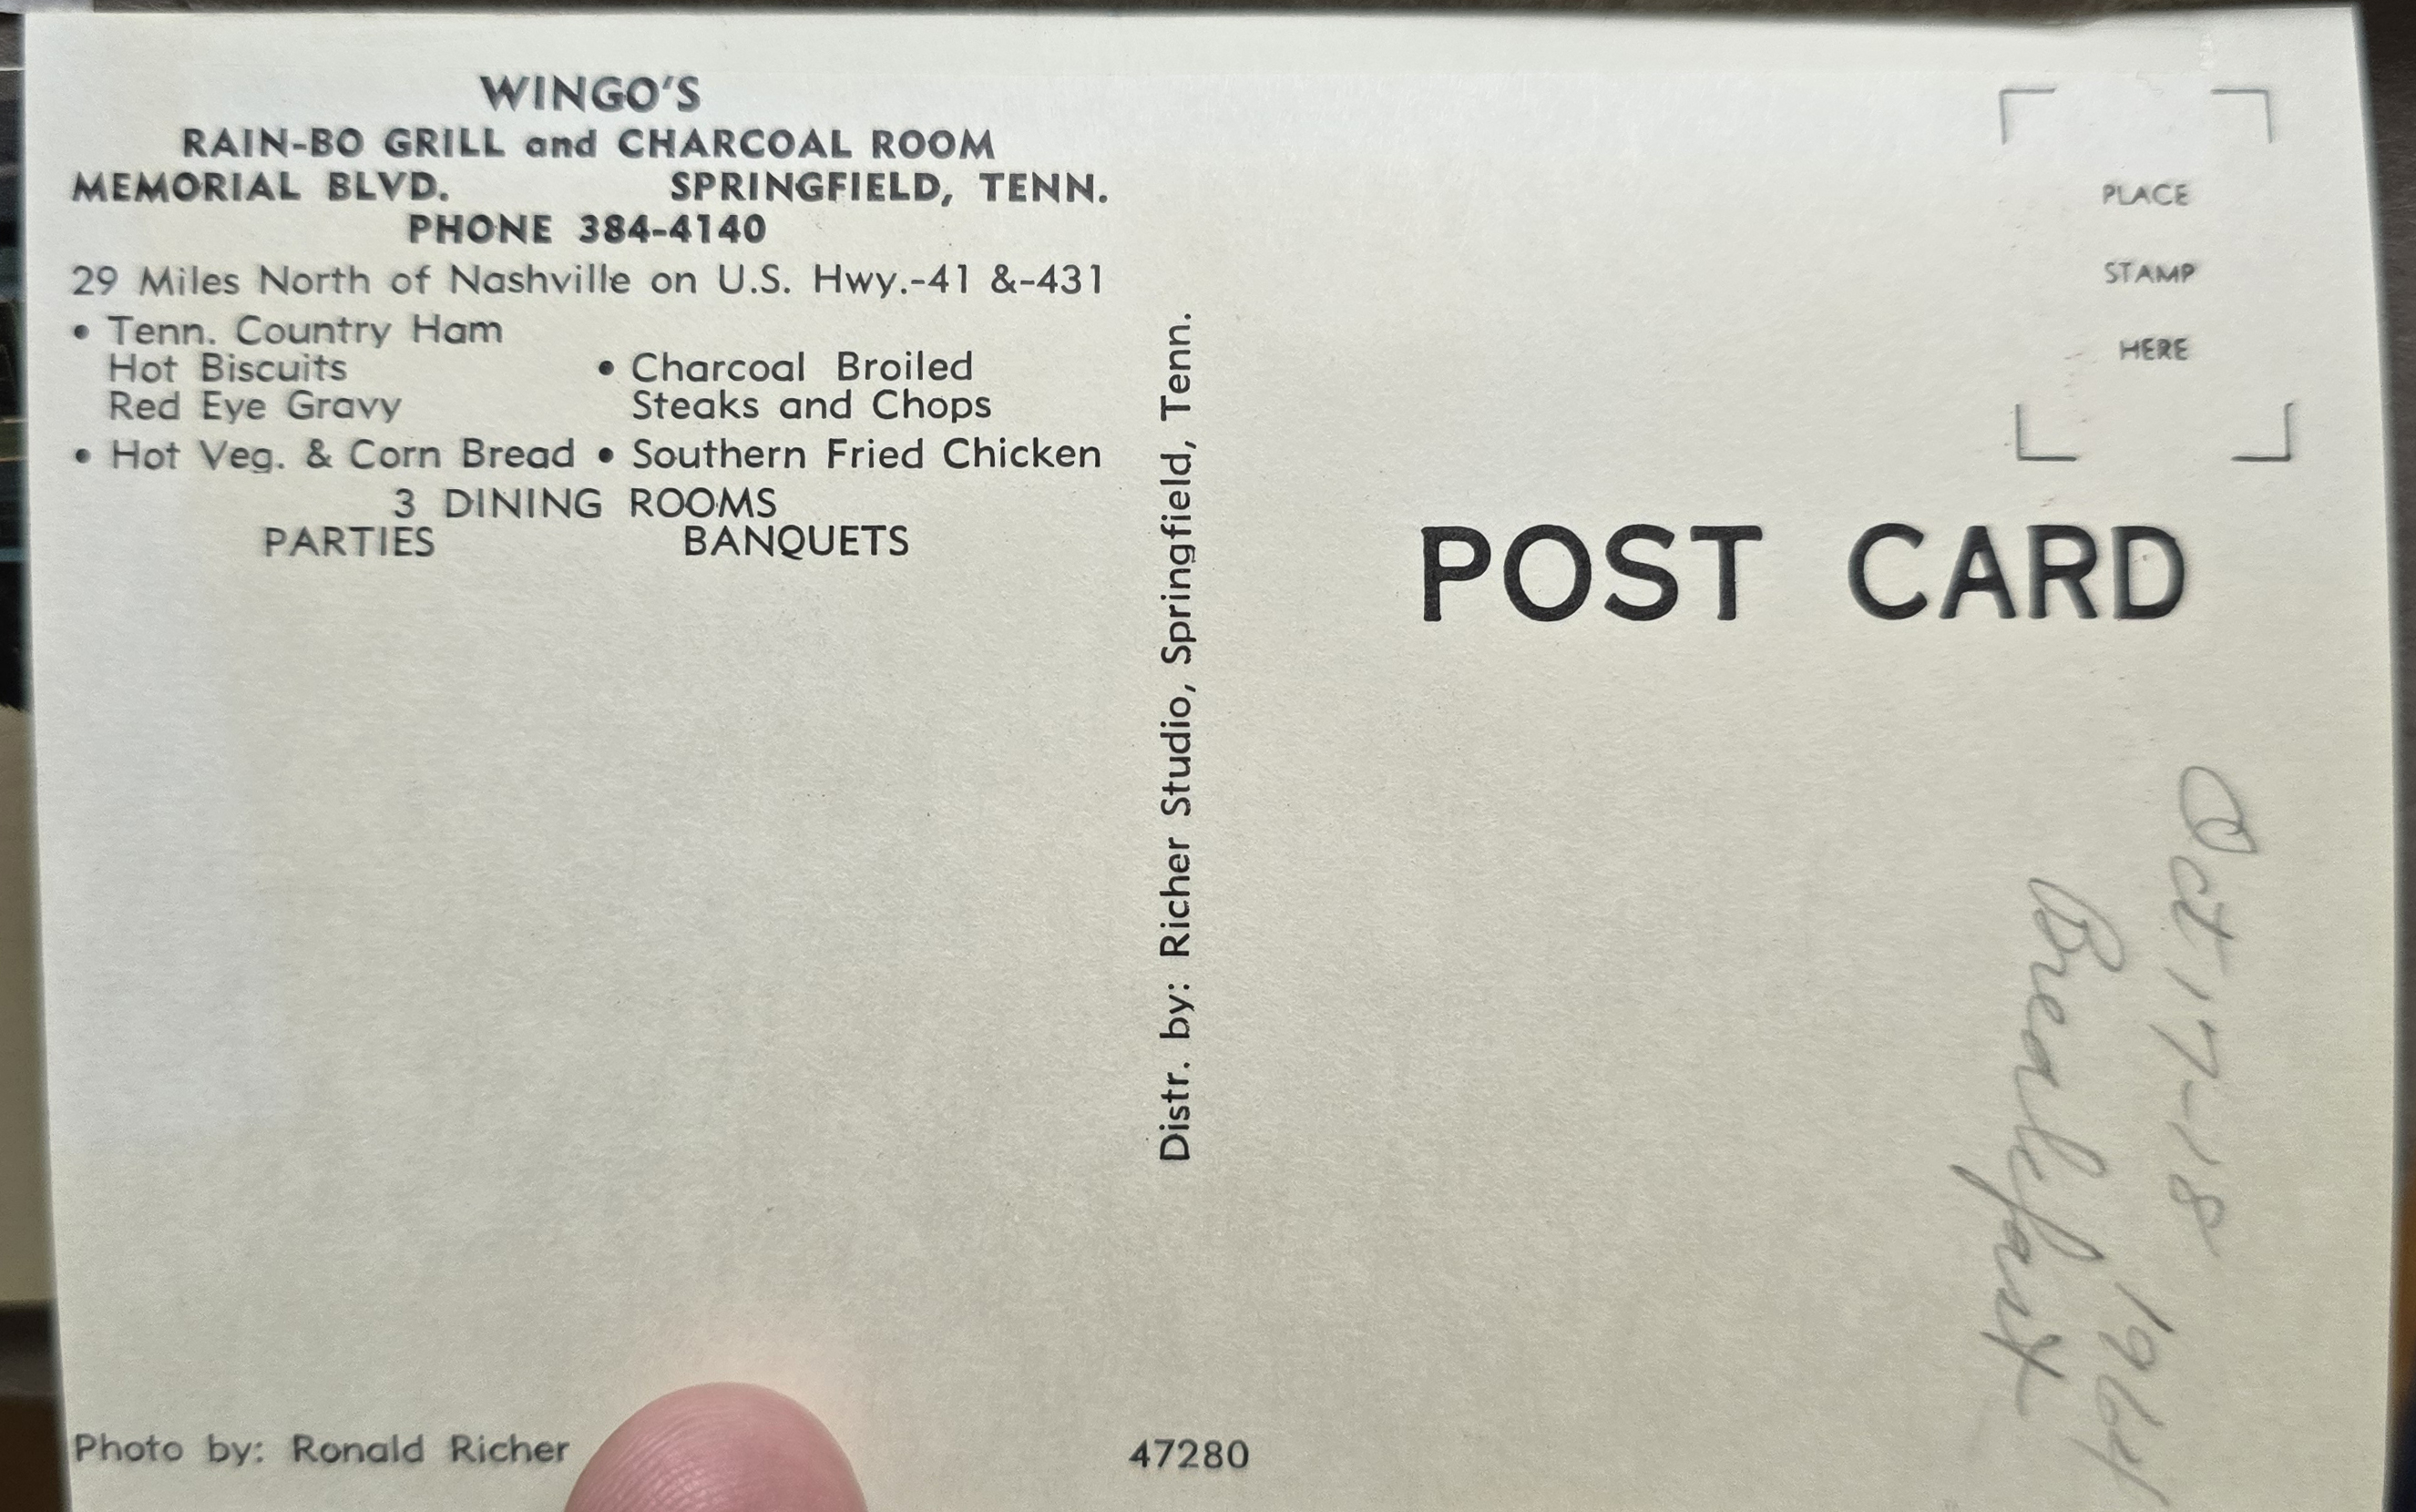 WINGO'S
RAIN-BO GRILL and CHARCOAL ROOM
MEMORIAL BLVD. SPRINGFIELD, TENN.
PHONE 384-4140
29 Miles North of Nashville on U.S. Hwy.-41 &-431
• Tenn. Country Ham
Hot Biscuits
Red Eye Gravy
• Charcoal Broiled
Steaks and Chops
• Hot Veg. & Corn Bread • Southern Fried Chicken
3 DINING ROOMS
PARTIES BANQUETS
Photo by: Ronald Richer
Distr. by: Richer Studio, Springfield, Tenn.
47280
PLACE
STAMP
HERE
POST CARD
Oct 17-18 1964
Breakfast